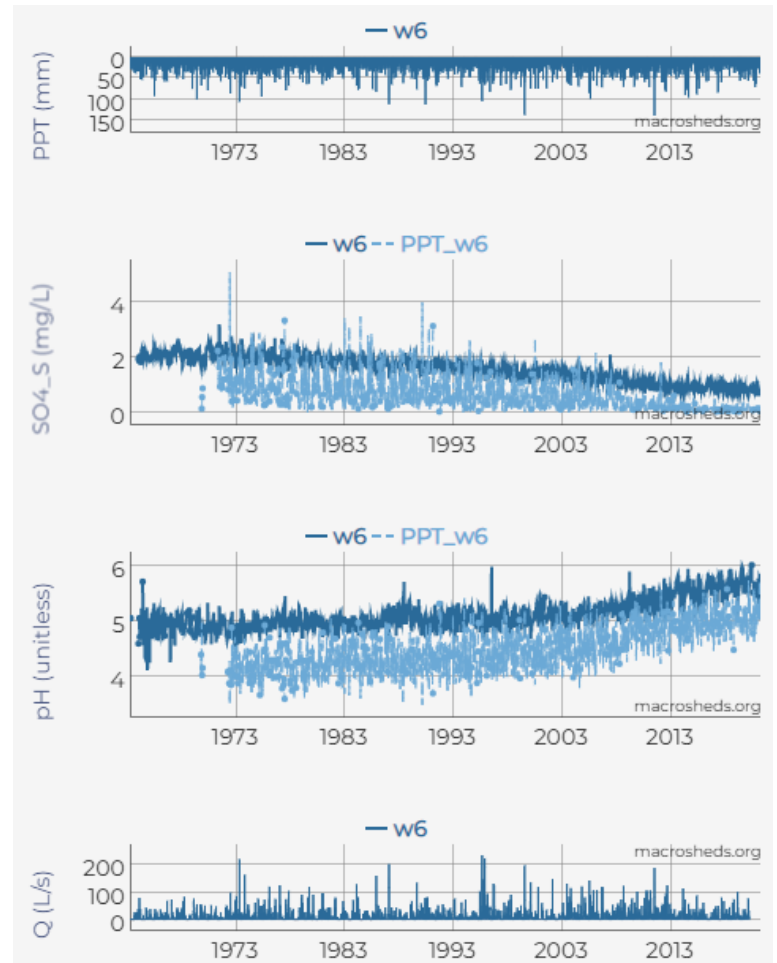 w6
PPT (mm)
0
50
100
150
macrosheds.org
1973 1983 1993 2003 2013
w6 PPT_w6
SO4_S (mg/L)
4
2
0
macrosheds.org
1973 1983 1993 2003 2013
w6 PPT_w6
pH (unitless)
6
5
4
macrosheds.org
1973 1983 1993 2003 2013
w6
macrosheds.org
Q (L/s)
200
100
0
1973 1983 1993 2003 2013